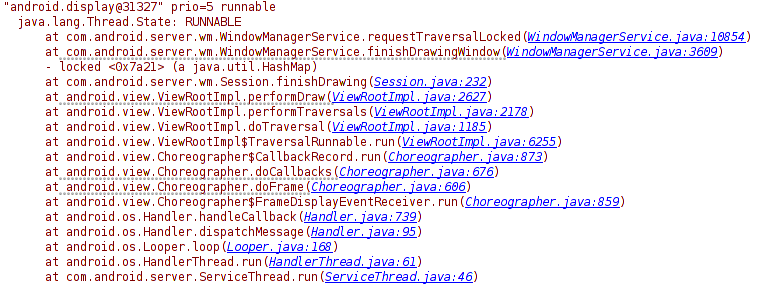 "android.display@31327" prio=5 runnable
java.lang.Thread.State: RUNNABLE
at com.android.server.wm.WindowManagerService.requestTraversalLocked(WindowManagerService.java:10854)
at com.android.server.wm.WindowManagerService.finishDrawingWindow(WindowManagerService.java:3609)
- locked <0x7a21> (a java.util.HashMap)
at com.android.server.wm.Session.finishDrawing(Session.java:232)
at android.view.ViewRootImpl.performDraw(ViewRootImpl.java:2627)
at android.view.ViewRootImpl.performTraversals(ViewRootImpl.java:2178)
at android.view.ViewRootImpl.doTraversal(ViewRootImpl.java:1185)
at android.view.ViewRootImpl$TraversalRunnable.run(ViewRootImpl.java:6255)
at android.view.Choreographer$CallbackRecord.run(Choreographer.java:873)
at android.view.Choreographer.doCallbacks(Choreographer.java:676)
at android.view.Choreographer.doFrame(Choreographer.java:606)
at android.view.Choreographer$FrameDisplayEventReceiver.run(Choreographer.java:859)
at android.os.Handler.handleCallback(Handler.java:739)
at android.os.Handler.dispatchMessage(Handler.java:95)
at android.os.Looper.loop(Looper.java:168)
at android.os.HandlerThread.run(HandlerThread.java:61)
at com.android.server.ServiceThread.run(ServiceThread.java:46)